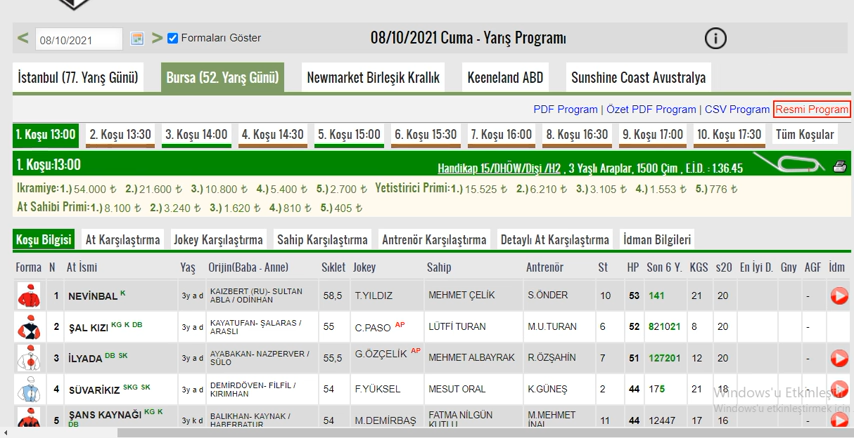 08/10/2021
Formaları Göster
08/10/2021 Cuma - Yarış Programı
İstanbul (77. Yarış Günü) Bursa (52. Yarış Günü) Newmarket Birleşik Krallık Keeneland ABD Sunshine Coast Avustralya
PDF Program | Özet PDF Program | CSV Program Resmi Program
1. Koşu 13:00 2. Koşu 13:30 3. Koşu 14:00 4. Koşu 14:30 5. Koşu 15:00 6. Koşu 15:30 7. Koşu 16:00 8. Koşu 16:30 9. Koşu 17:00 10. Koşu 17:30 Tüm Koşular
1. Koşu:13:00 Handikap 15/DHÖW/Dişi /H2 , 3 Yaşlı Araplar, 1500 Çim , E.İ.D. : 1.36.45
Ikramiye:1.) 54.000 ₺ 2.) 21.600 ₺ 3.) 10.800 ₺ 4.) 5.400 ₺ 5.) 2.700 ₺ Yetistirici Primi:1.) 15.525 ₺ 2.) 6.210 ₺ 3.) 3.105 ₺ 4.) 1.553 ₺ 5.) 776 ₺
At Sahibi Primi:1.) 8.100 ₺ 2.) 3.240 ₺ 3.) 1.620 ₺ 4.) 810 ₺ 5.) 405 ₺
Koşu Bilgisi At Karşılaştırma Jokey Karşılaştırma Sahip Karşılaştırma Antrenör Karşılaştırma Detaylı At Karşılaştırma İdman Bilgileri
Forma N At İsmi Yaş Orijin(Baba - Anne) Sıklet Jokey Sahip Antrenör St HP Son 6 Y. KGS s20 En İyi D. Gny AGF İdm
1 NEVİNBAL K 3y a d KAIZBERT (RU)- SULTAN ABLA / ODİNHAN 58,5 T.YILDIZ MEHMET ÇELİK S.ÖNDER 10 53 141 21 20 -
2 ŞAL KIZI KG K DB 3y a d KAYATUFAN- ŞALARAS / ARASLI 55 C.PASO AP LÜTFİ TURAN M.U.TURAN 6 52 821021 8 20 -
3 İLYADA DB SK 3y a d AYABAKAN- NAZPERVER / SÜLO 55,5 G.ÖZÇELİK AP MEHMET ALBAYRAK R.ÖZŞAHİN 7 51 127201 12 20 -
4 SÜVARİKIZ SKG SK 3y a d DEMİRDÖVEN- FİLFİL / KIRIMHAN 54 F.YÜKSEL MESUT ORAL K.GÜNEŞ 2 44 175 21 18
5 ŞANS KAYNAĞI KG K DB 3y k d BALIKHAN- KAYNAK / HABERBATUR 54 M.DEMİRBAŞ FATMA NİLGÜN KUTLU M.MEHMET İNAL 11 44 12447 17 16
Windows'u Etkinleştir
Windows'u etkinleştirmek için